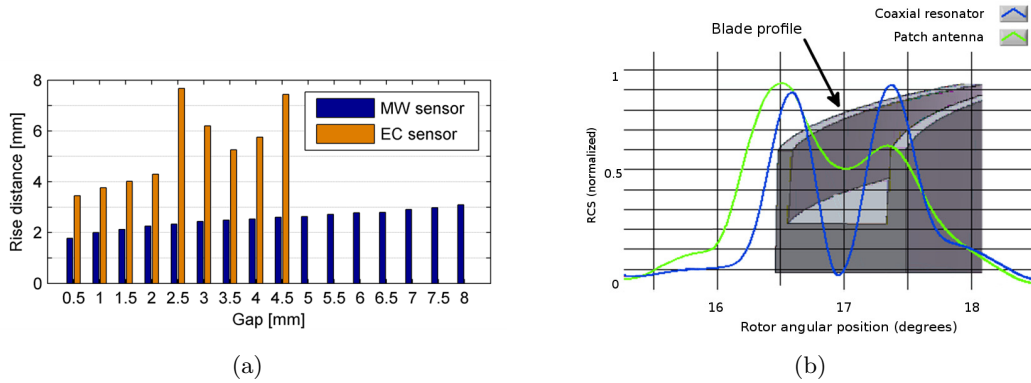 8
6
4
2
0
Rise distance [mm]
MW sensor
EC sensor
0.5 1 1.5 2 2.5 3 3.5 4 4.5 5 5.5 6 6.5 7 7.5 8
Gap [mm]
(a)
Coaxial resonator
Patch antenna
Blade profile
1
0.5
0
RCS (normalized)
16 17 18
Rotor angular position (degrees)
(b)